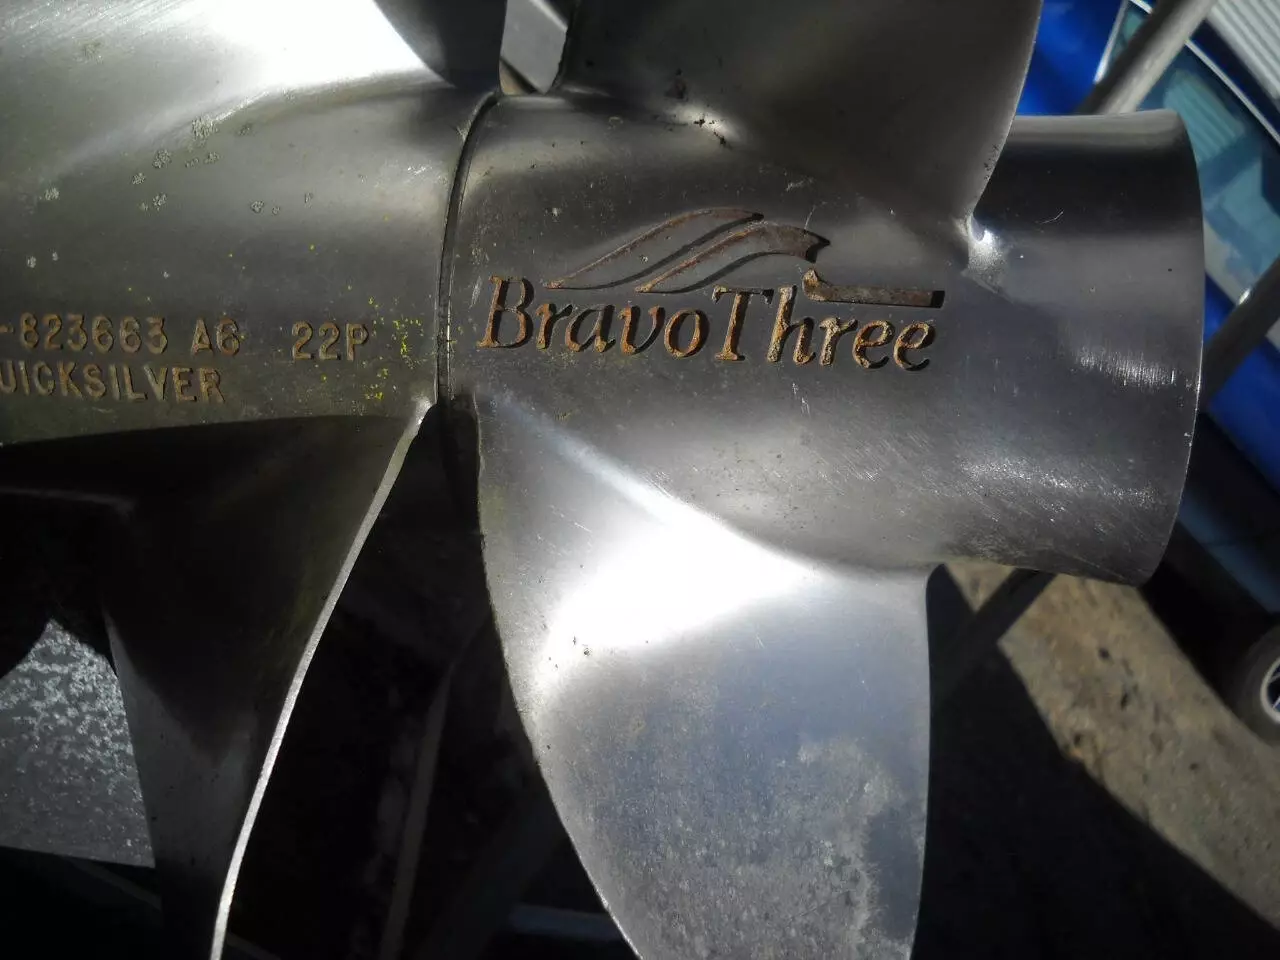 -823663 A6 22P
UICKSILVER
BravoThree